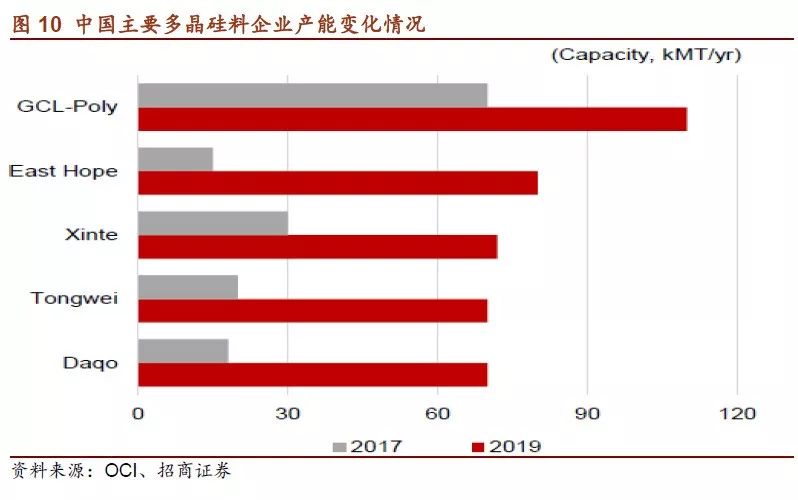 图 10 中国主要多晶硅料企业产能变化情况
(Capacity, kMT/yr)
GCL-Poly
East Hope
Xinte
Tongwei
Daqo
0 30 60 90 120
2017 2019
资料来源：OCI、招商证券